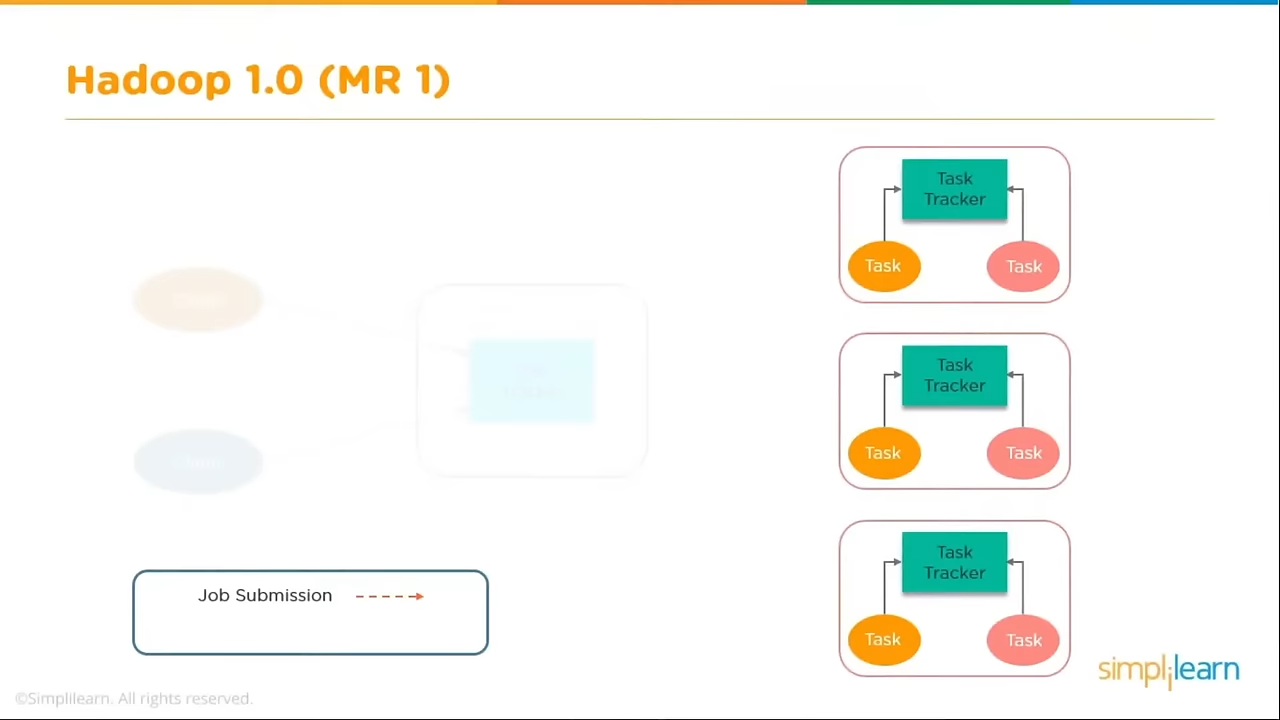 Hadoop 1.0 (MR 1)
Task
Tracker
Task
Task
Task
Tracker
Task
Task
Task
Tracker
Task
Task
Job Submission
simplilearn
©Simplilearn. All rights reserved.